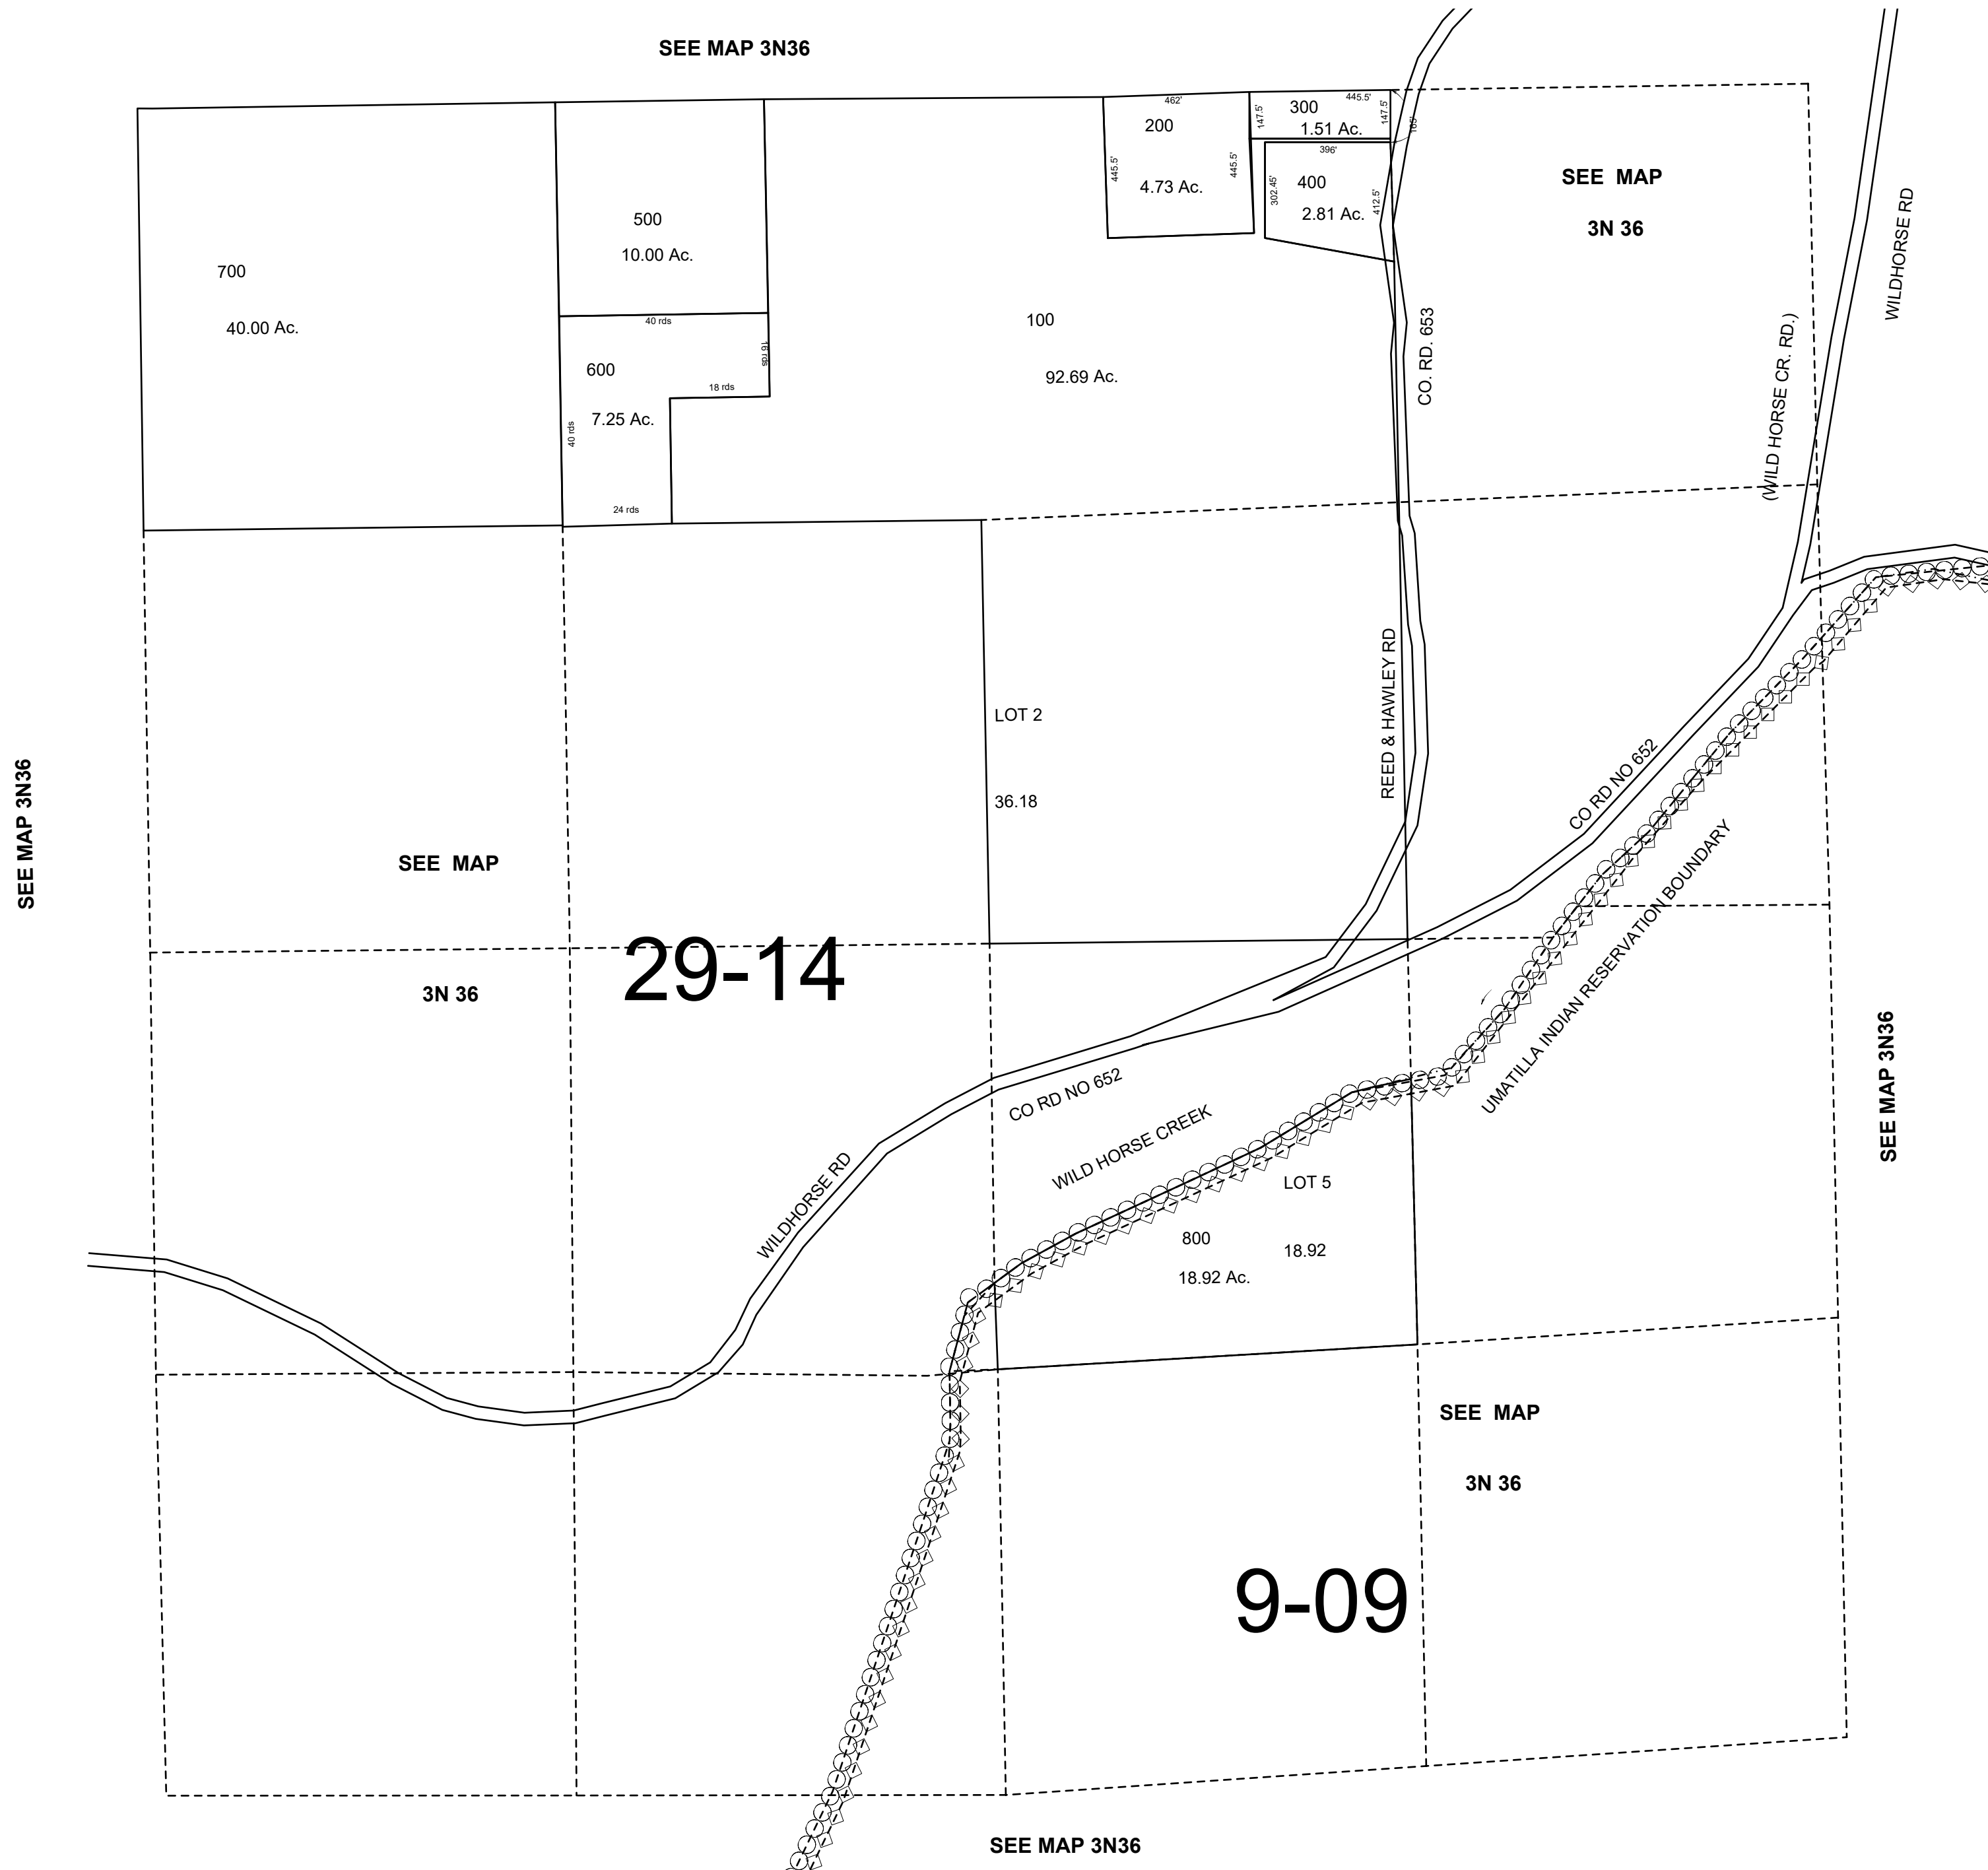 SEE MAP 3N36
462'
445.5'
300
147.5'
147.5'
165'
1.51 Ac.
200
445.5'
445.5'
4.73 Ac.
396'
400
302.45'
412.5'
2.81 Ac.
SEE  MAP
3N 36
WILDHORSE RD
500
10.00 Ac.
700
40.00 Ac.
40 rds
16 rds
600
18 rds
7.25 Ac.
40 rds
24 rds
100
92.69 Ac.
CO. RD. 653
(WILD HORSE CR. RD.)
LOT 2
36.18
REED & HAWLEY RD
CO RD NO 652
UMATILLA INDIAN RESERVATION BOUNDARY
SEE MAP 3N36
SEE  MAP
3N 36
29-14
SEE MAP 3N36
CO RD NO 652
WILD HORSE CREEK
WILDHORSE RD
LOT 5
18.92
800
18.92 Ac.
SEE  MAP
3N 36
9-09
SEE MAP 3N36